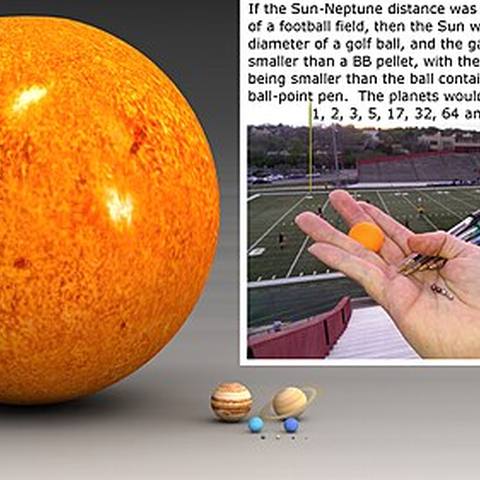 If the Sun-Neptune distance was
of a football field, then the Sun w
diameter of a golf ball, and the ga
smaller than a BB pellet, with the
being smaller than the ball contai
ball-point pen. The planets would
1, 2, 3, 5, 17, 32, 64 an